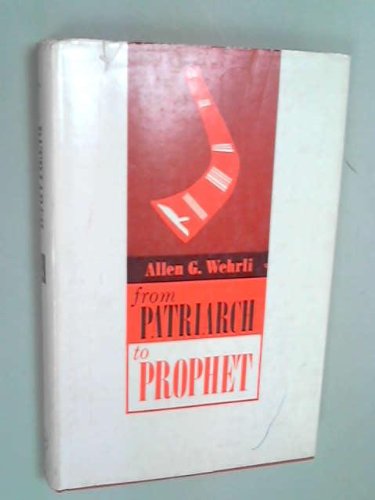 Allen G. Wehrli
from
PATRIARCH
to
PROPHET